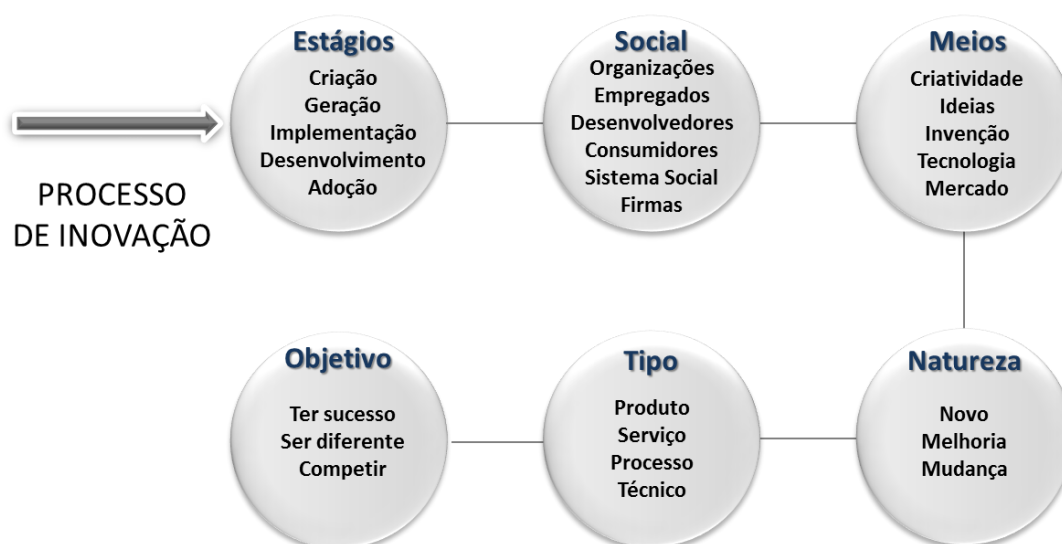 PROCESSO
DE INOVAÇÃO
Estágios
Criação
Geração
Implementação
Desenvolvimento
Adoção
Social
Organizações
Empregados
Desenvolvedores
Consumidores
Sistema Social
Firmas
Meios
Criatividade
Ideias
Invenção
Tecnologia
Mercado
Natureza
Novo
Melhoria
Mudança
Tipo
Produto
Serviço
Processo
Técnico
Objetivo
Ter sucesso
Ser diferente
Competir